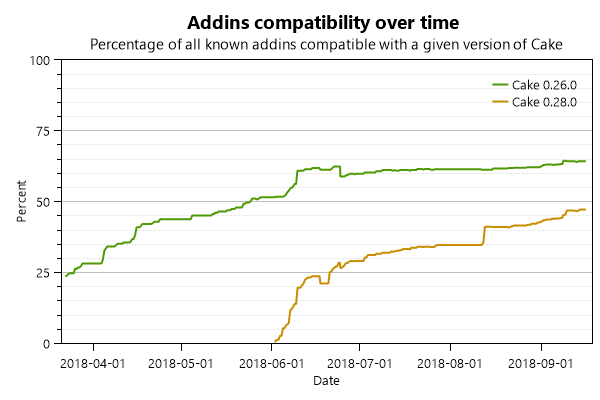 Addins compatibility over time
Percentage of all known addins compatible with a given version of Cake
100
75
50
25
0
Percent
Cake 0.26.0
Cake 0.28.0
2018-04-01 2018-05-01 2018-06-01 2018-07-01 2018-08-01 2018-09-01
Date